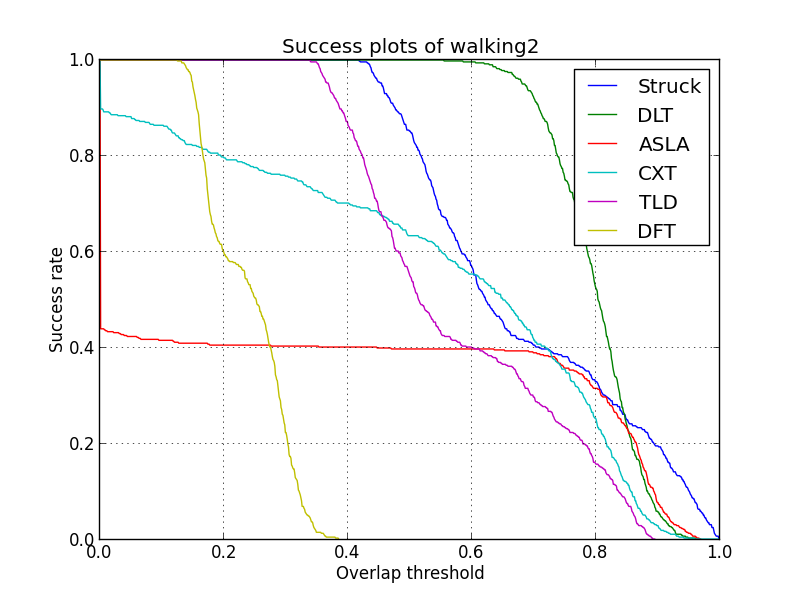 Success plots of walking2
1.0
0.8
0.6
0.4
0.2
0.0
Success rate
Struck
DLT
ASLA
CXT
TLD
DFT
0.0 0.2 0.4 0.6 0.8 1.0
Overlap threshold